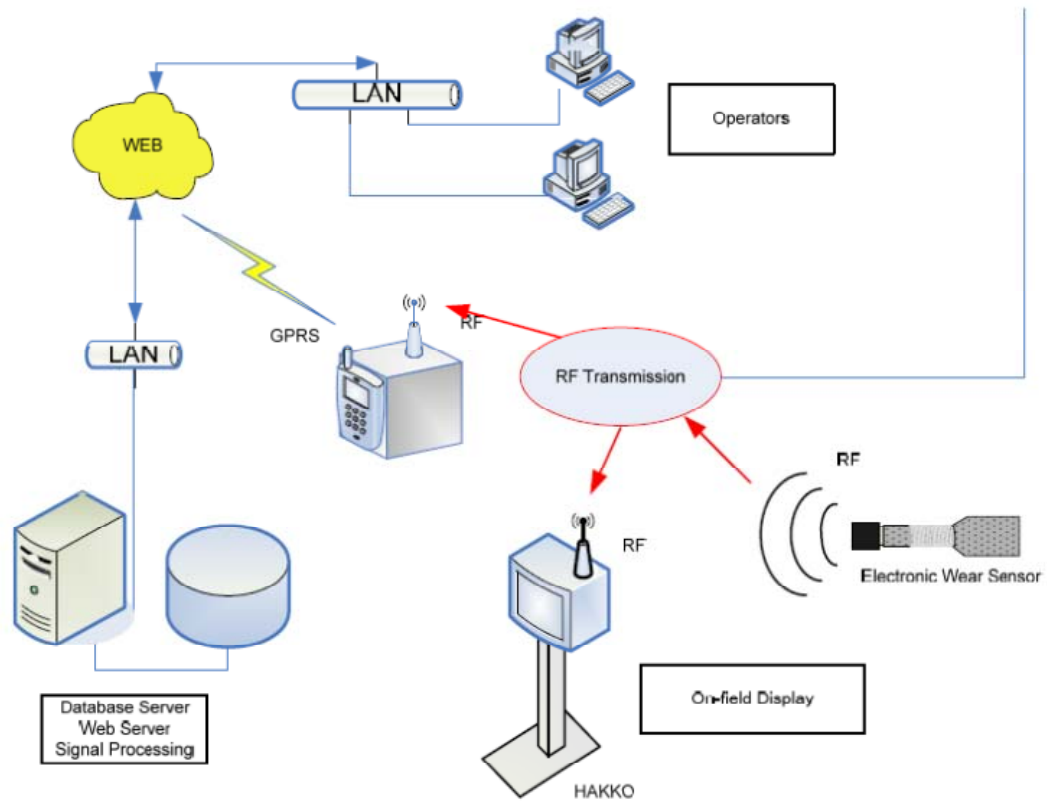 LAN
Operators
WEB
GPRS
RF
LAN
RF Transmission
RF
Electronic Wear Sensor
RF
On-field Display
Database Server
Web Server
Signal Processing
HAKKO